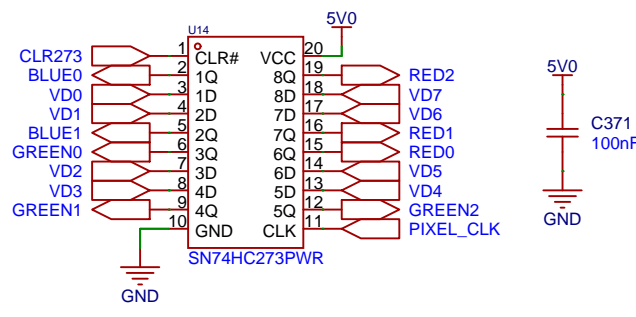 U14
5V0
CLR273 1 CLR# VCC 20
BLUE0 2 1Q 8Q 19 RED2
VD0 3 1D 8D 18 VD7
VD1 4 2D 7D 17 VD6
BLUE1 5 2Q 7Q 16 RED1
GREEN0 6 3Q 6Q 15 RED0
VD2 7 3D 6D 14 VD5
VD3 8 4D 5D 13 VD4
GREEN1 9 4Q 5Q 12 GREEN2
10 GND CLK 11 PIXEL_CLK
SN74HC273PWR
GND
5V0
C371
100nF
GND